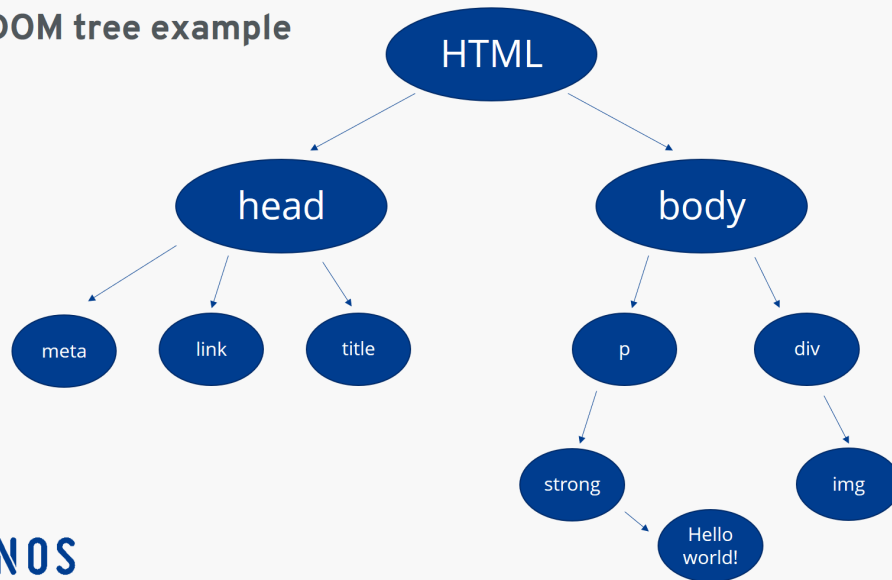 DOM tree example
HTML
head
body
meta
link
title
p
div
strong
img
Hello
world!
NOS